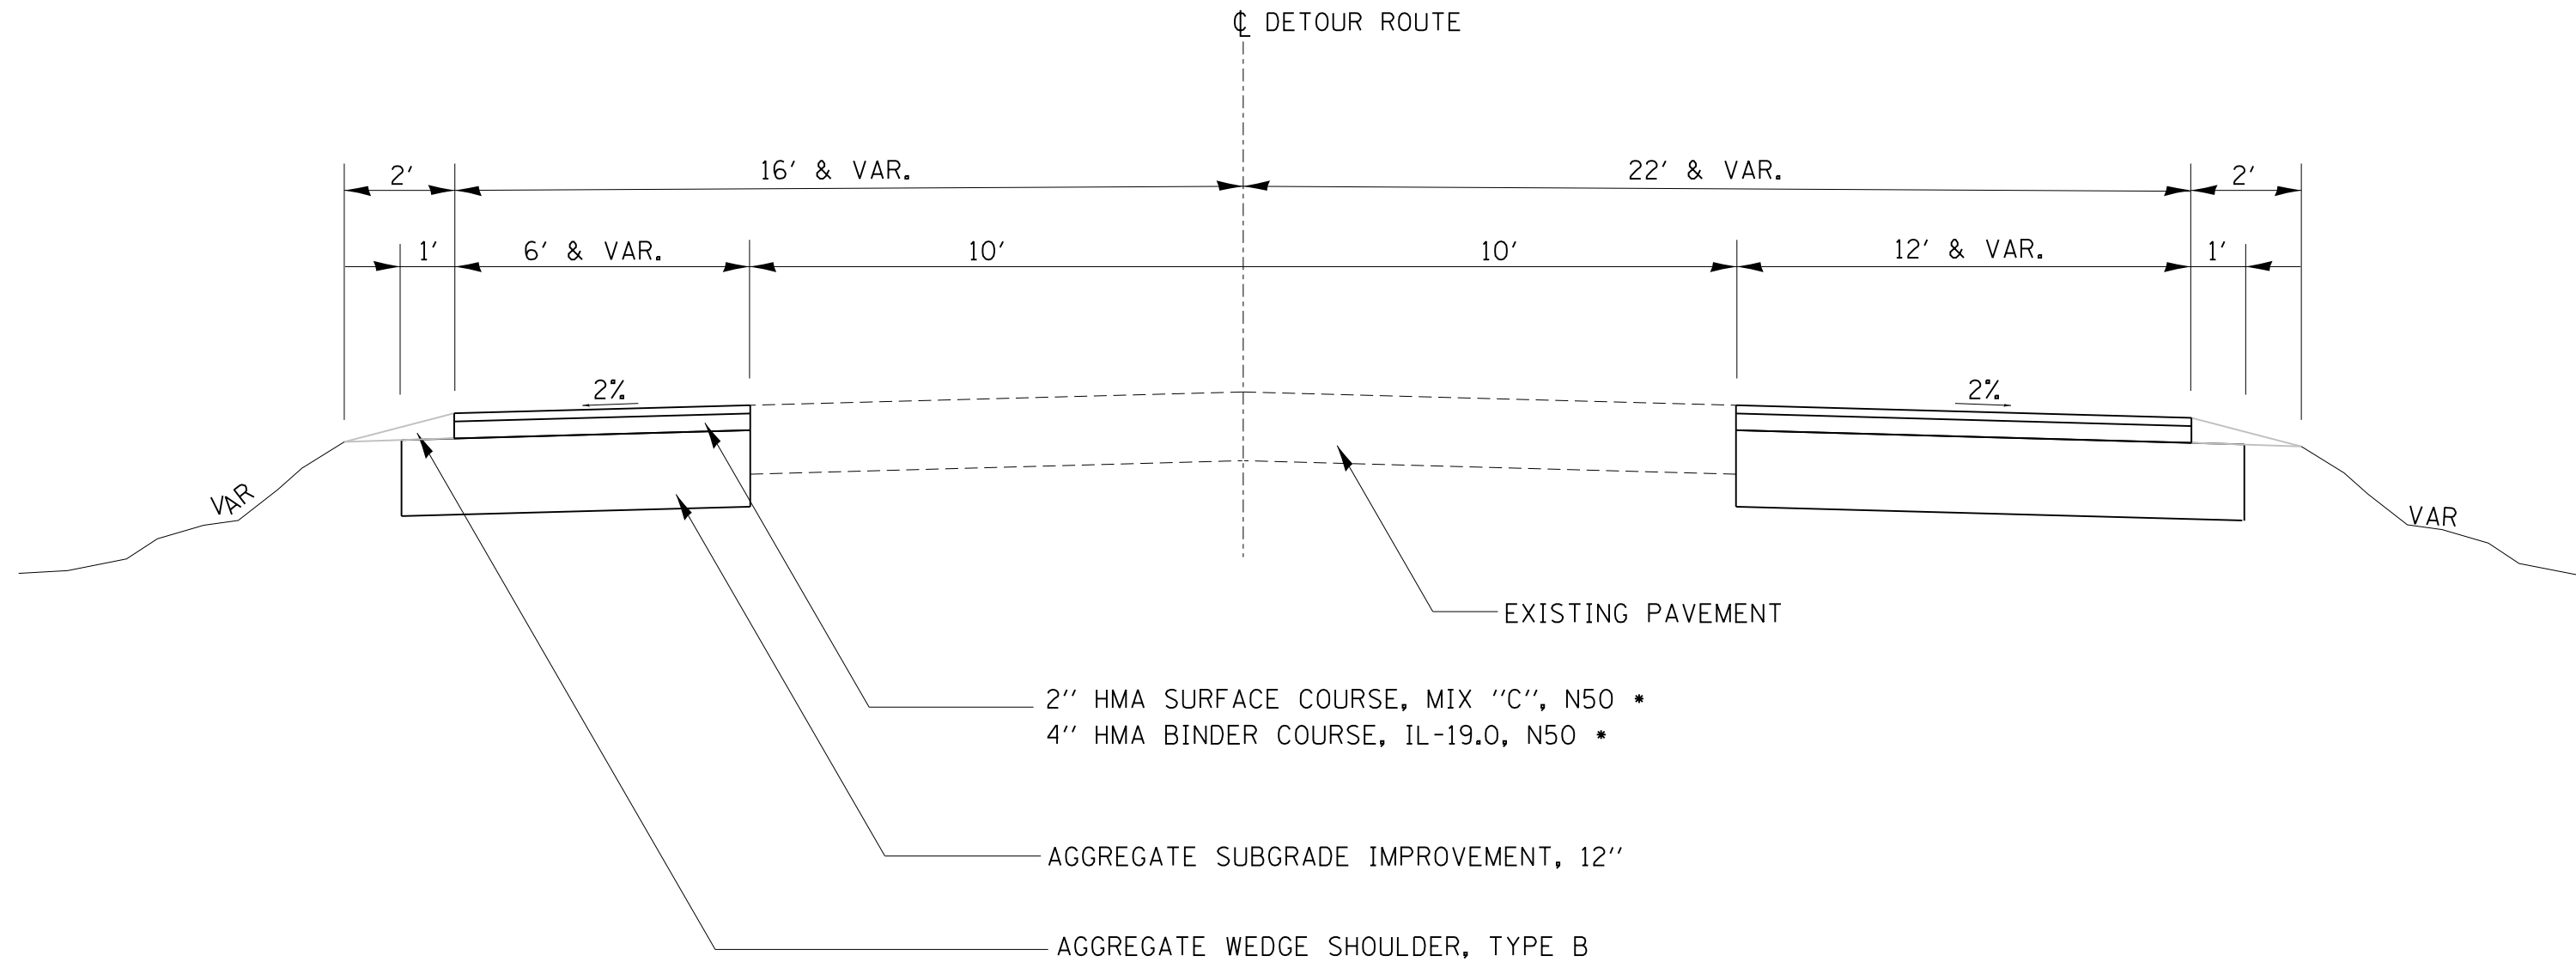 ℄ DETOUR ROUTE
2' 16' & VAR. 22' & VAR. 2'
1' 6' & VAR. 10' 10' 12' & VAR. 1'
2% 2%
VAR VAR
EXISTING PAVEMENT
2" HMA SURFACE COURSE, MIX "C", N50 *
4" HMA BINDER COURSE, IL-19.0, N50 *
AGGREGATE SUBGRADE IMPROVEMENT, 12"
AGGREGATE WEDGE SHOULDER, TYPE B